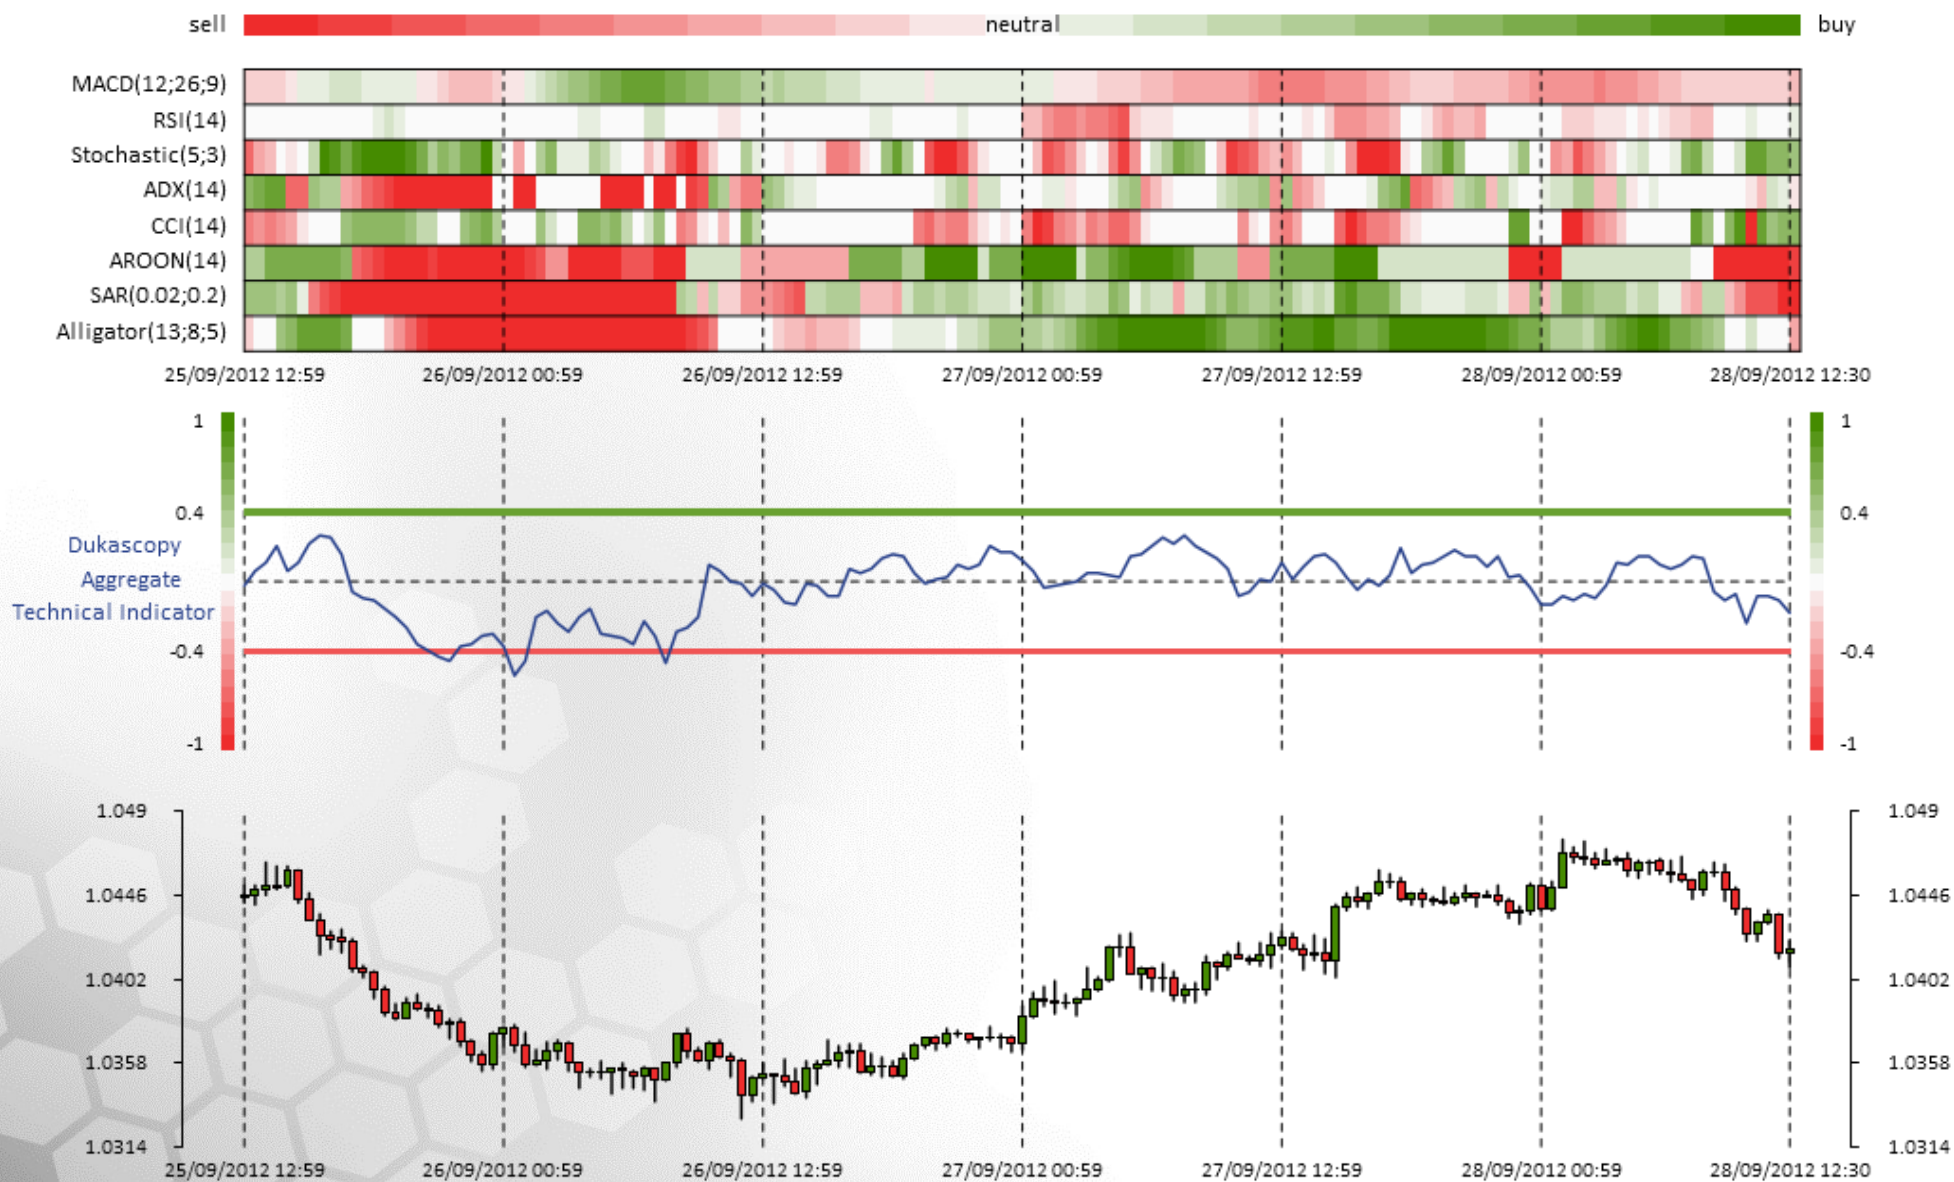 sell neutral buy
MACD(12;26;9)
RSI(14)
Stochastic(5;3)
ADX(14)
CCI(14)
AROON(14)
SAR(0.02;0.2)
Alligator(13;8;5)
25/09/2012 12:59 26/09/2012 00:59 26/09/2012 12:59 27/09/2012 00:59 27/09/2012 12:59 28/09/2012 00:59 28/09/2012 12:30
1 1
0.4 0.4
Dukascopy
Aggregate
Technical Indicator
-0.4 -0.4
-1 -1
1.049 1.049
1.0446 1.0446
1.0402 1.0402
1.0358 1.0358
1.0314 1.0314
25/09/2012 12:59 26/09/2012 00:59 26/09/2012 12:59 27/09/2012 00:59 27/09/2012 12:59 28/09/2012 00:59 28/09/2012 12:30